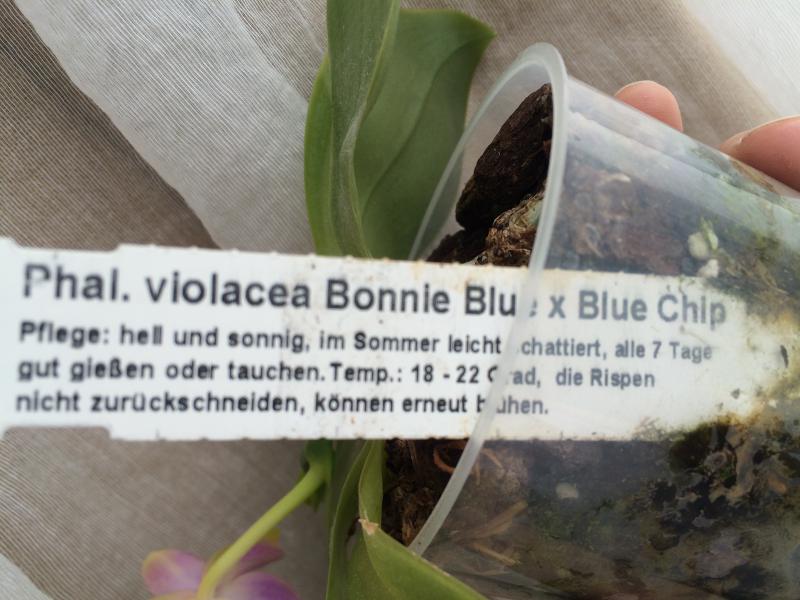 Phal. violacea Bonnie Blue x Blue Chip
Pflege: hell und sonnig, im Sommer leicht schattiert, alle 7 Tage
gut gießen oder tauchen. Temp.: 18 - 22 Grad, die Rispen
nicht zurückschneiden, können erneut blühen.